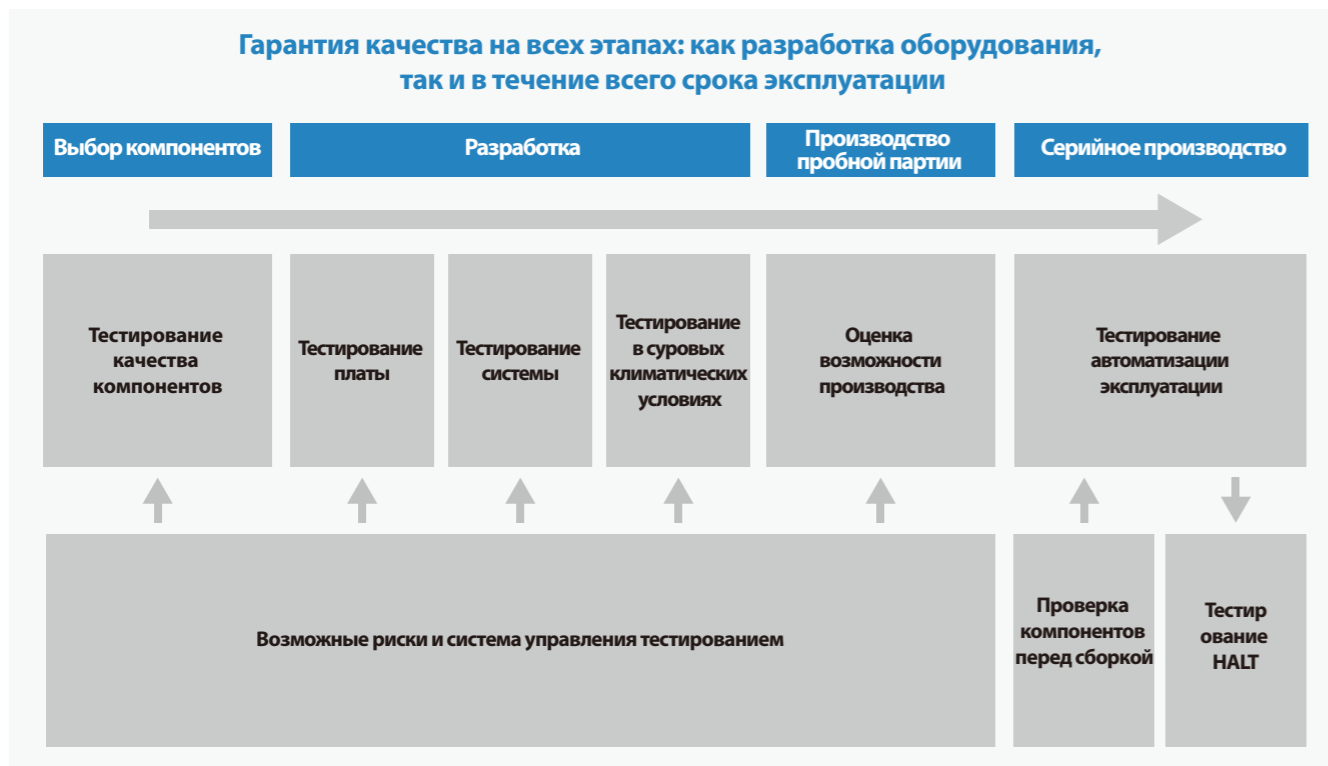 Гарантия качества на всех этапах: как разработка оборудования,
так и в течение всего срока эксплуатации
Выбор компонентов
Разработка
Производство
пробной партии
Серийное производство
Тестирование
качества
компонентов
Тестирование
платы
Тестирование
системы
Тестирование
в суровых
климатических
условиях
Оценка
возможности
производства
Тестирование
автоматизации
эксплуатации
Возможные риски и система управления тестированием
Проверка
компонентов
перед сборкой
Тестир
ование
HALT